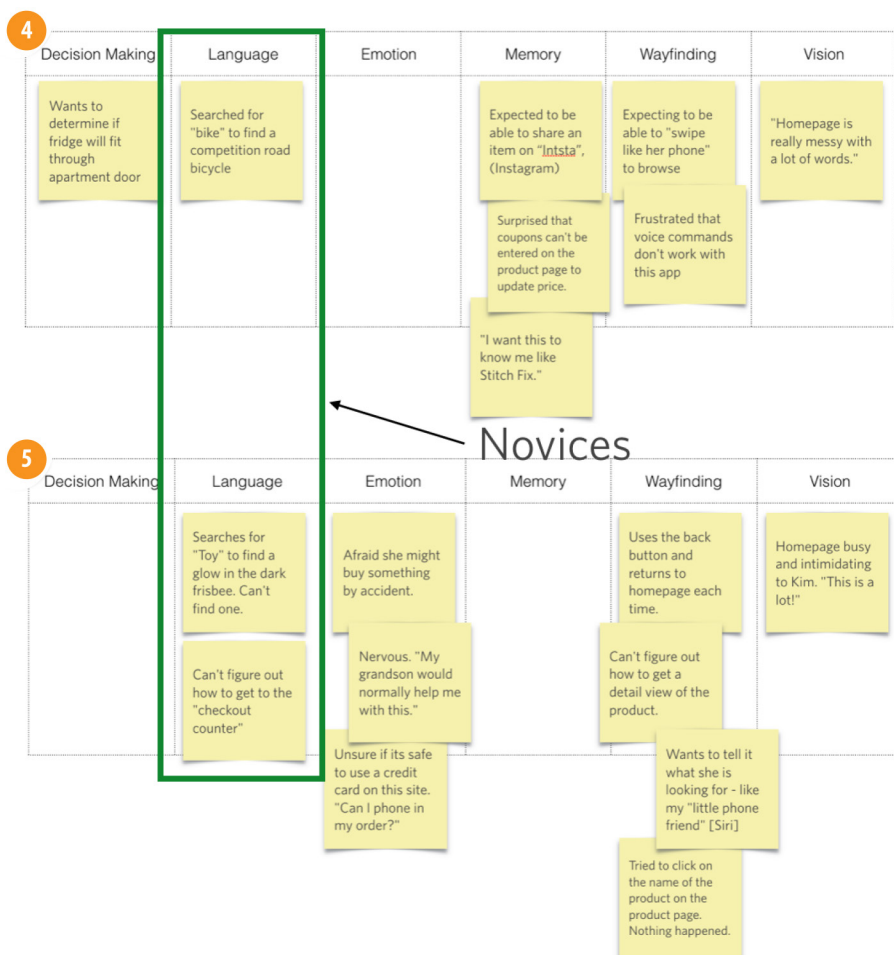 4
Decision Making
Language
Emotion
Memory
Wayfinding
Vision
Wants to
determine if
fridge will fit
through
apartment door
Searched for
"bike" to find a
competition road
bicycle
Expected to be
able to share an
item on "Intsta",
(Instagram)
Surprised that
coupons can't be
entered on the
product page to
update price.
"I want this to
know me like
Stitch Fix."
Expecting to be
able to "swipe
like her phone"
to browse
Frustrated that
voice commands
don't work with
this app
"Homepage is
really messy with
a lot of words."
Novices
5
Decision Making
Language
Emotion
Memory
Wayfinding
Vision
Searches for
"Toy" to find a
glow in the dark
frisbee. Can't
find one.
Can't figure out
how to get to the
"checkout
counter"
Afraid she might
buy something
by accident.
Nervous. "My
grandson would
normally help me
with this."
Unsure if its safe
to use a credit
card on this site.
"Can I phone in
my order?"
Uses the back
button and
returns to
homepage each
time.
Can't figure out
how to get a
detail view of the
product.
Wants to tell it
what she is
looking for - like
my "little phone
friend" [Siri]
Tried to click on
the name of the
product on the
product page.
Nothing happened.
Homepage busy
and intimidating
to Kim. "This is a
lot!"